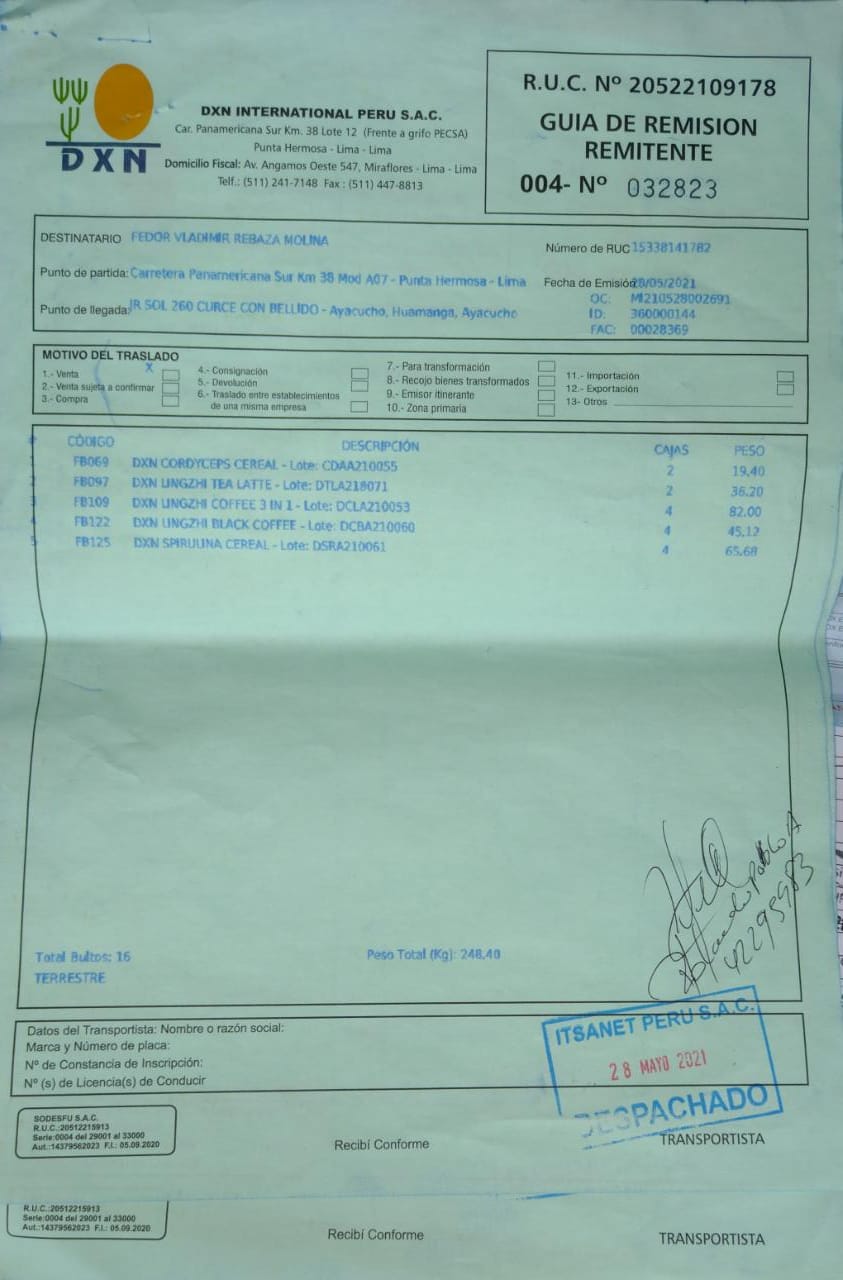 DXN
DXN INTERNATIONAL PERU S.A.C.
Car. Panamericana Sur Km. 38 Lote 12 (Frente a grifo PECSA)
Punta Hermosa - Lima - Lima
Domicilio Fiscal: Av. Angamos Oeste 547, Miraflores - Lima - Lima
Telf.: (511) 241-7148 Fax : (511) 447-8813
R.U.C. Nº 20522109178
GUIA DE REMISION
REMITENTE
004- Nº 032823
DESTINATARIO FEDOR VLADIMIR REBAZA MOLINA
Número de RUC 15338141782
Punto de partida: Carretera Panamericana Sur Km 38 Mod A07 - Punta Hermosa - Lima
Fecha de Emisión 28/05/2021
Punto de llegada: JR SOL 260 CURCE CON BELLIDO - Ayacucho, Huamanga, Ayacucho
OC: MI210528002691
ID: 360000144
FAC: 00028369
MOTIVO DEL TRASLADO
1.- Venta X
2.- Venta sujeta a confirmar
3.- Compra
4.- Consignación
5.- Devolución
6.- Traslado entre establecimientos
de una misma empresa
7.- Para transformación
8.- Recojo bienes transformados
9.- Emisor itinerante
10.- Zona primaria
11.- Importación
12.- Exportación
13- Otros
# CÓDIGO DESCRIPCIÓN CAJAS PESO
1 FB069 DXN CORDYCEPS CEREAL - Lote: CDAA210055 2 19.40
2 FB097 DXN LINGZHI TEA LATTE - Lote: DTLA218071 2 36.20
3 FB109 DXN LINGZHI COFFEE 3 IN 1 - Lote: DCLA210053 4 82.00
4 FB122 DXN LINGZHI BLACK COFFEE - Lote: DCBA210060 4 45.12
5 FB125 DXN SPIRULINA CEREAL - Lote: DSRA210061 4 65.68
Pablo A
42295983
Total Bultos: 16
Peso Total (Kg): 248.40
TERRESTRE
Datos del Transportista: Nombre o razón social:
Marca y Número de placa:
Nº de Constancia de Inscripción:
Nº (s) de Licencia(s) de Conducir
ITSANET PERU S.A.C.
28 MAYO 2021
DESPACHADO
SODESFU S.A.C.
R.U.C.:20512215913
Serie:0004 del 29001 al 33000
Aut.:14379562023 F.I.: 05.09.2020
Recibí Conforme
TRANSPORTISTA
R.U.C.:20512215913
Serie:0004 del 29001 al 33000
Aut.:14379562023 F.I.: 05.09.2020
Recibí Conforme
TRANSPORTISTA